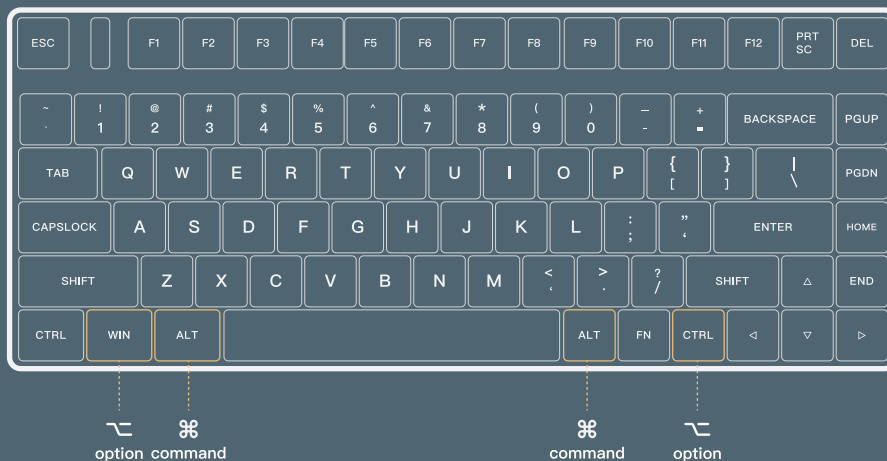 ESC F1 F2 F3 F4 F5 F6 F7 F8 F9 F10 F11 F12 PRT SC DEL
~ ! @ # $ % ^ & * ( ) — +
· 1 2 3 4 5 6 7 8 9 0 - = BACKSPACE PGUP
TAB Q W E R T Y U I O P { [ } ] | \ PGDN
CAPSLOCK A S D F G H J K L : ; ” ‘ ENTER HOME
SHIFT Z X C V B N M < ‘ > · ? / SHIFT △ END
CTRL WIN ALT ALT FN CTRL ◁ ▽ ▷
⌥ ⌘ ⌘ ⌥
option command command option